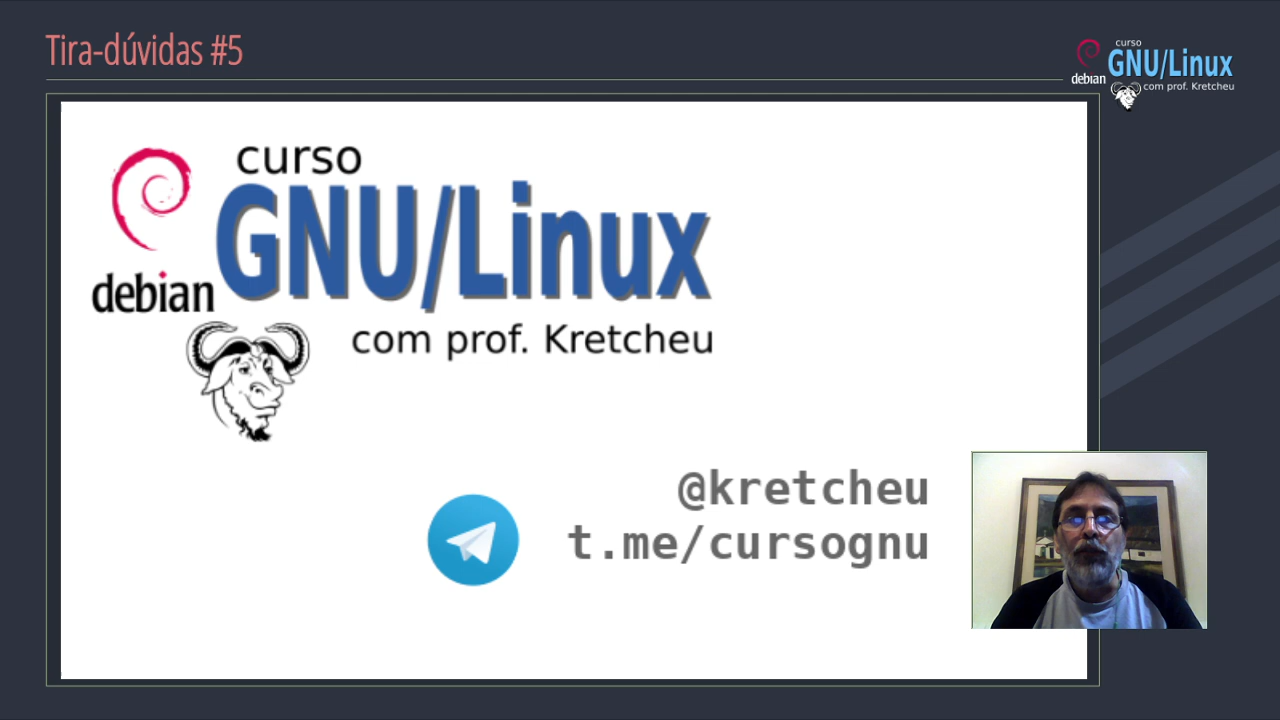 Tira-dúvidas #5
curso
GNU/Linux
debian
com prof. Kretcheu
curso
GNU/Linux
debian
com prof. Kretcheu
@kretcheu
t.me/cursognu